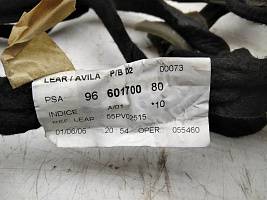 LEAR / AVILA P/B 02 00073
PSA 96 601700 80
INDICE A/01 *10
REF LEAR 55PV02515
01/06/06 20 54 OPER 055460